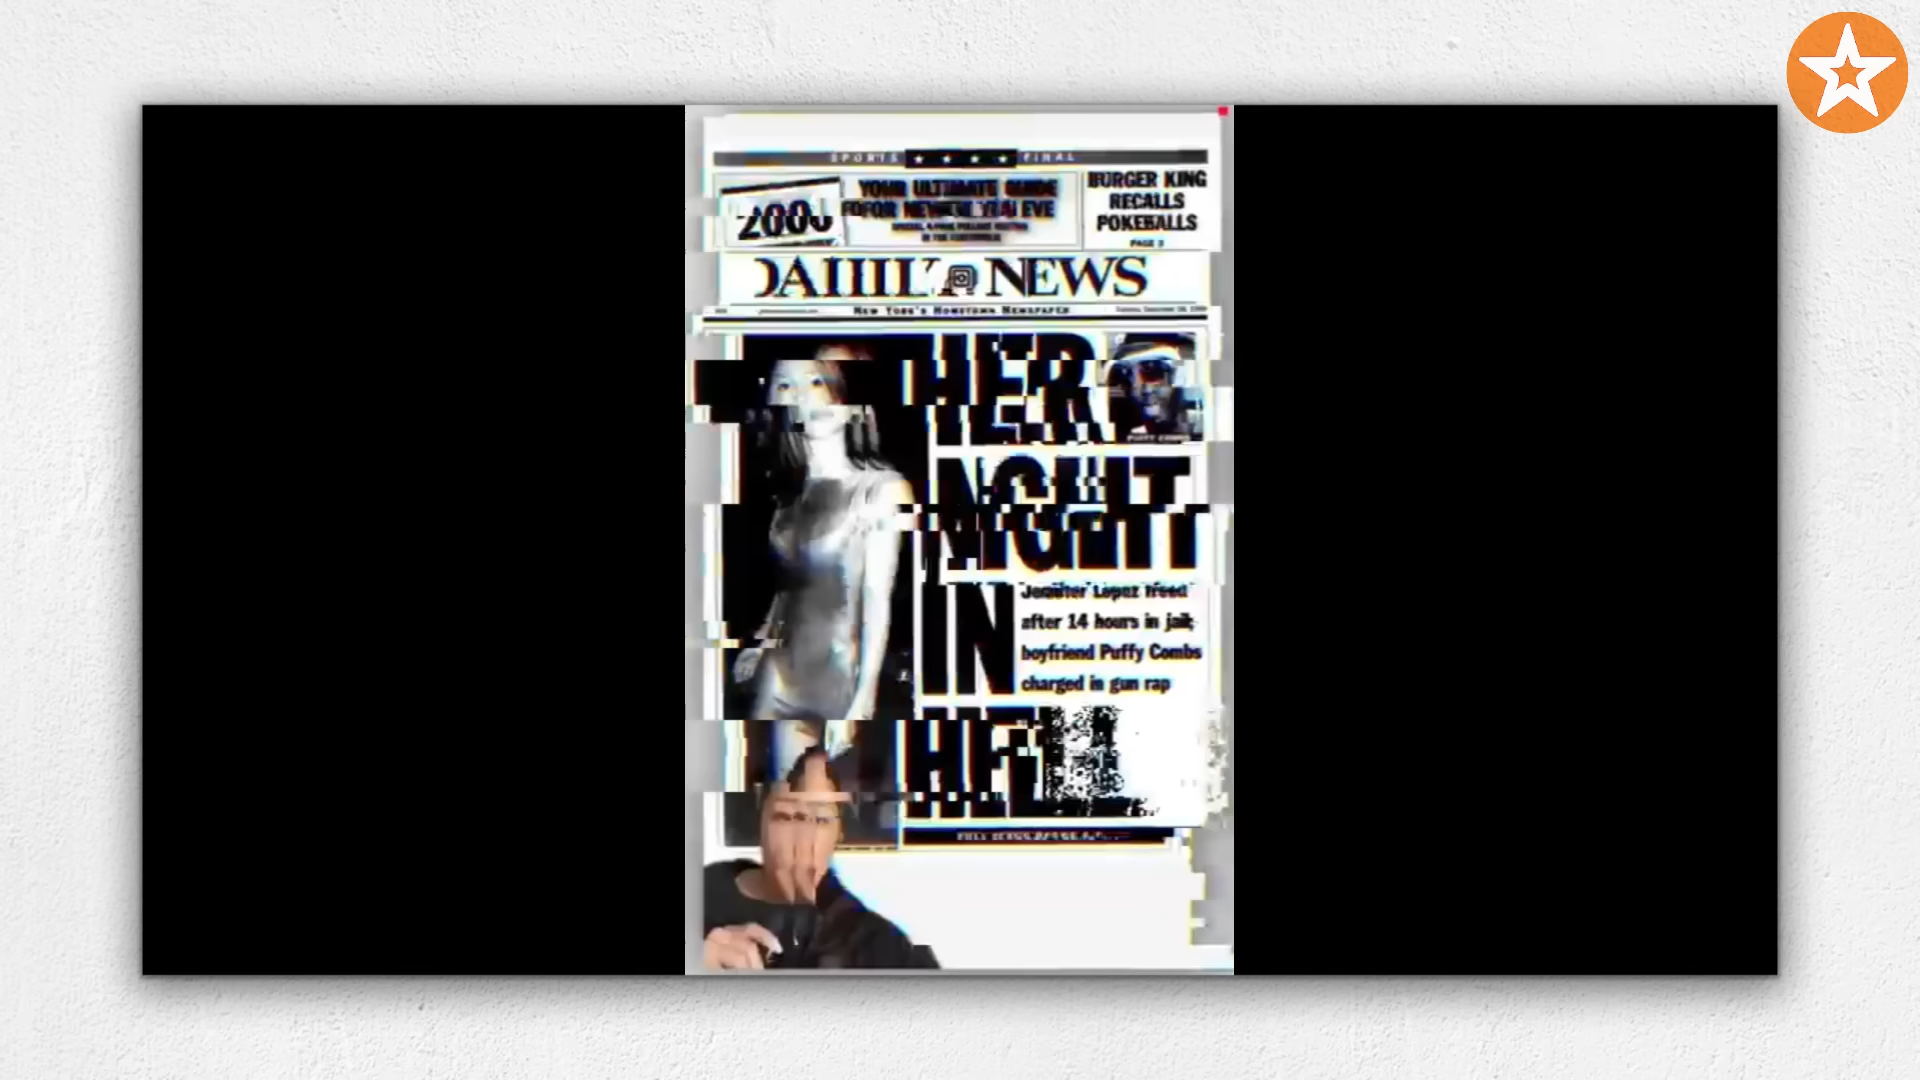 SPORTS ★ ★ ★ ★ FINAL
2000
YOUR ULTIMATE GUIDE
FOR NEW EVE
BURGER KING
RECALLS
POKEBALLS
PAGE 3
DAILY NEWS
NEW YORK'S HOMETOWN NEWSPAPER
HER
PUFFY COMBS
NIGHT
IN
Jennifer Lopez freed
after 14 hours in jail;
boyfriend Puffy Combs
charged in gun rap
HELL